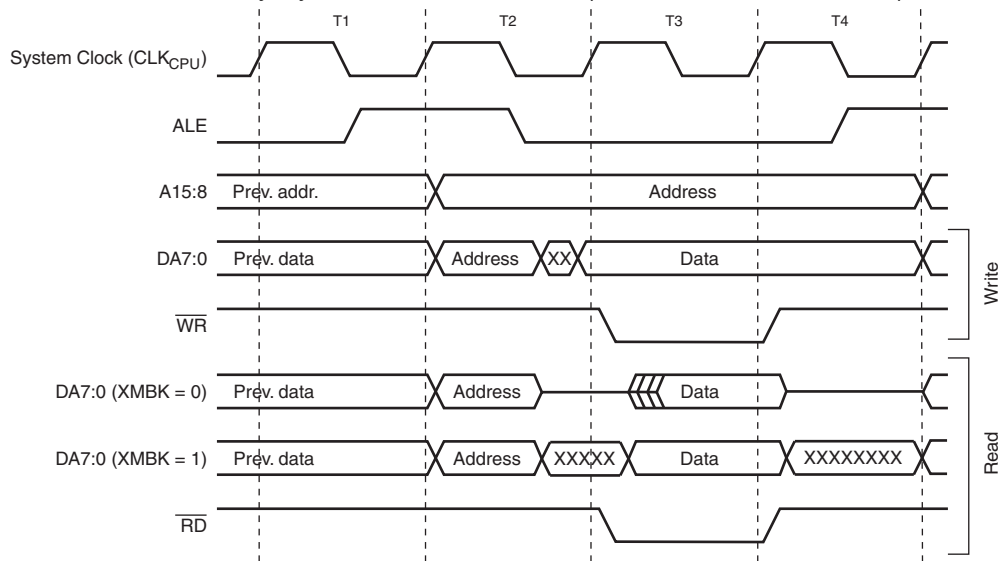 T1 T2 T3 T4
System Clock (CLKCPU)
ALE
A15:8 Prev. addr. Address
DA7:0 Prev. data Address XX Data
WR
Write
DA7:0 (XMBK = 0) Prev. data Address Data
DA7:0 (XMBK = 1) Prev. data Address XXXXX Data XXXXXXXX
RD
Read